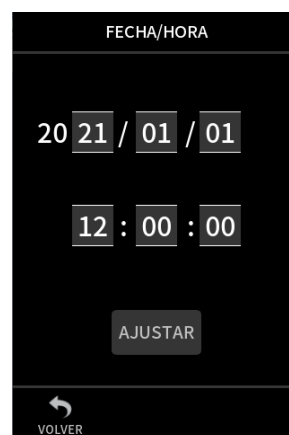 FECHA/HORA
20 21 / 01 / 01
12 : 00 : 00
AJUSTAR
VOLVER